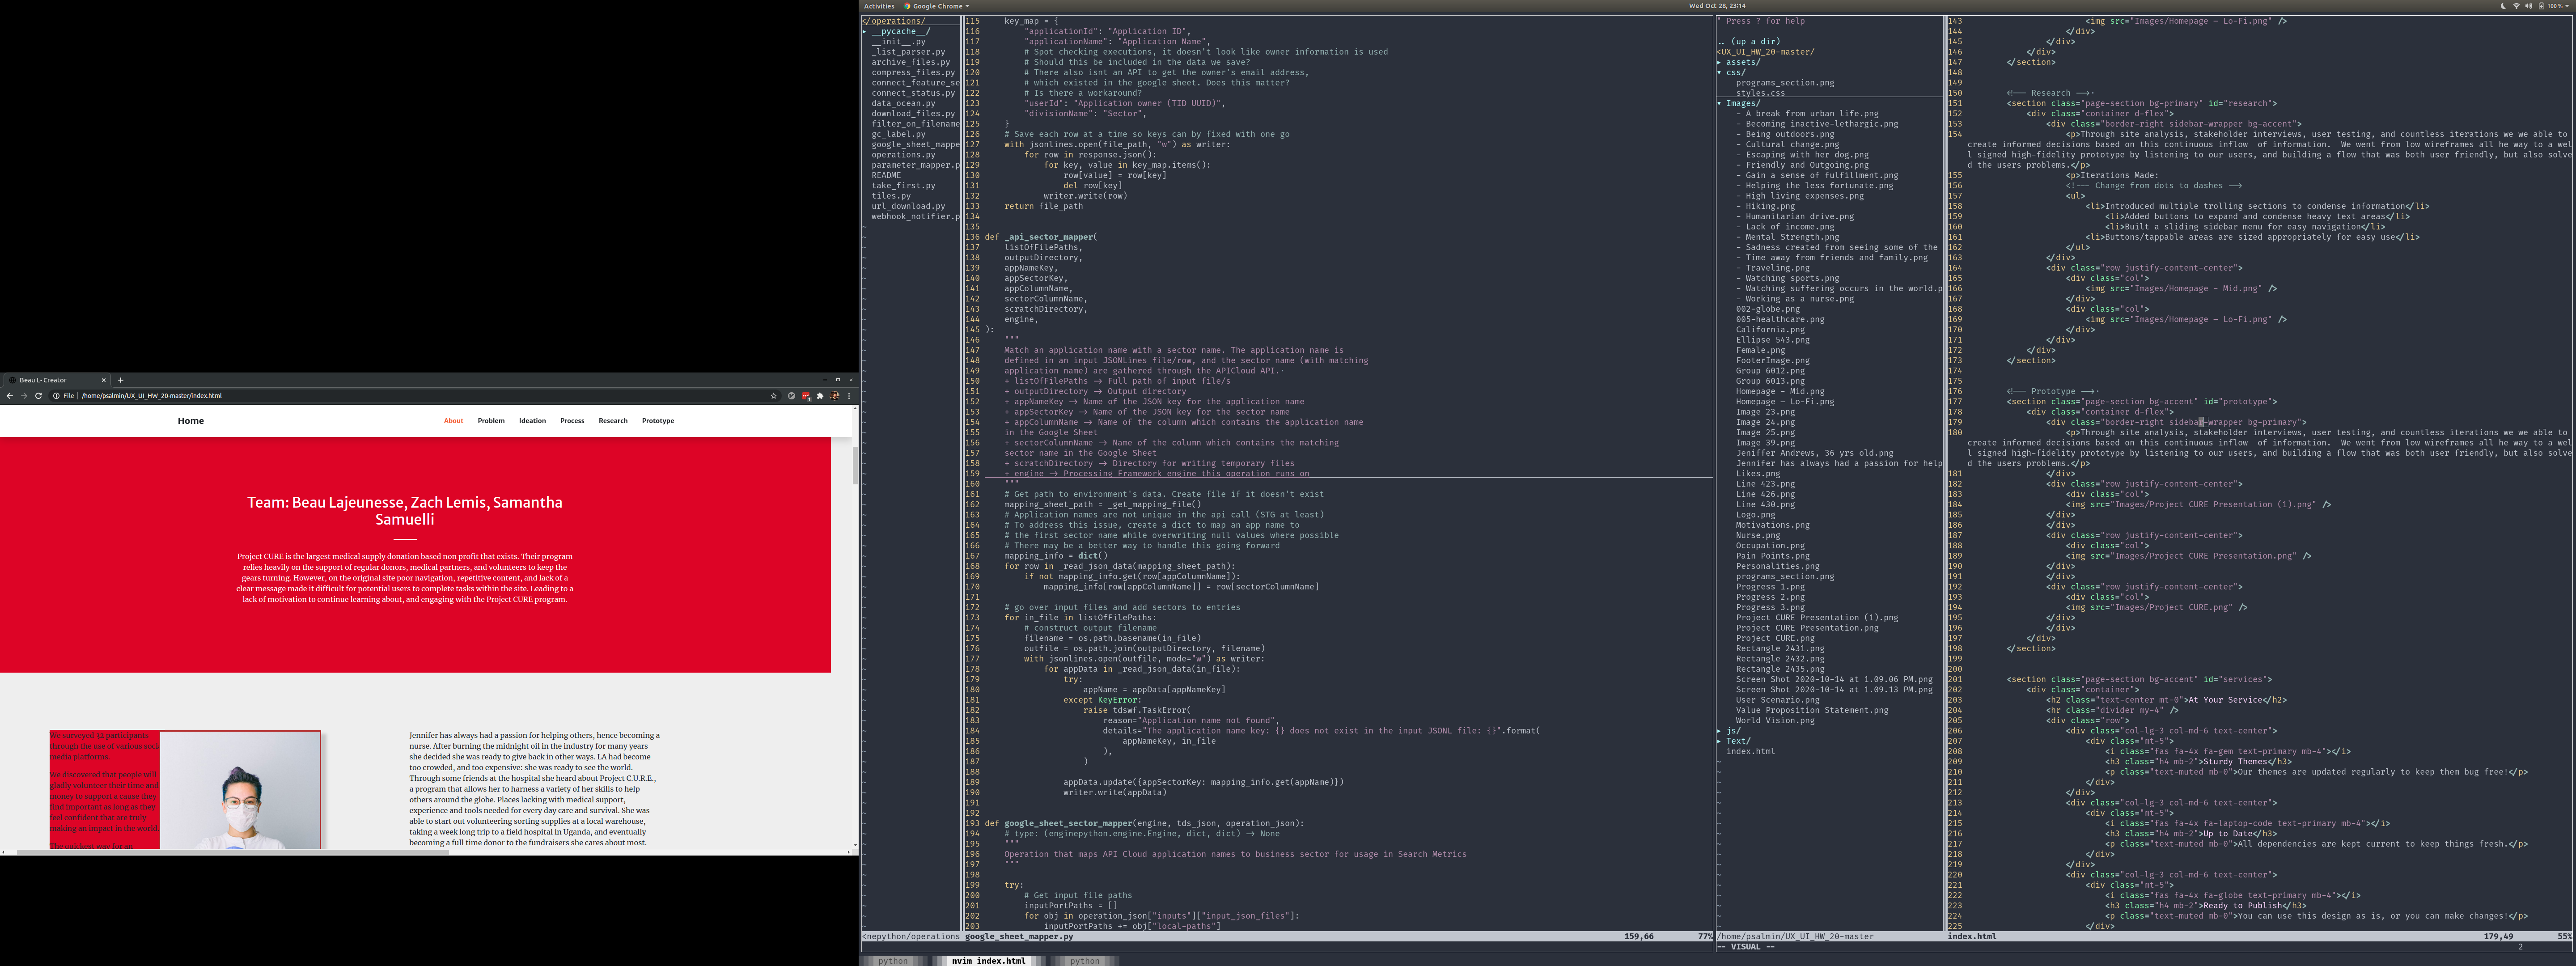 Activities
Google Chrome
Wed Oct 28, 23:14
100 %
Beau L- Creator
File
/home/psalmin/UX_UI_HW_20-master/index.html
Home
About
Problem
Ideation
Process
Research
Prototype
Team: Beau Lajeunesse, Zach Lemis, Samantha
Samuelli
Project CURE is the largest medical supply donation based non profit that exists. Their program
relies heavily on the support of regular donors, medical partners, and volunteers to keep the
gears turning. However, on the original site poor navigation, repetitive content, and lack of a
clear message made it difficult for potential users to complete tasks within the site. Leading to a
lack of motivation to continue learning about, and engaging with the Project CURE program.
We surveyed 32 participants
through the use of various soci
media platforms.
We discovered that people will
gladly volunteer their time and
money to support a cause they
find important as long as they
feel confident that are truly
making an impact in the world.
The quickest way for an
Jennifer has always had a passion for helping others, hence becoming a
nurse. After burning the midnight oil in the industry for many years
she decided she was ready to give back in other ways. LA had become
too crowded, and too expensive: she was ready to see the world.
Through some friends at the hospital she heard about Project C.U.R.E.,
a program that allows her to harness a variety of her skills to help
others around the globe. Places lacking with medical support,
experience and tools needed for every day care and survival. She was
able to start out volunteering sorting supplies at a local warehouse,
taking a week long trip to a field hospital in Uganda, and eventually
becoming a full time donor to the fundraisers she cares about most.
</operations/
▸ __pycache__/
__init__.py
_list_parser.py
archive_files.py
compress_files.py
connect_feature_se
connect_status.py
data_ocean.py
download_files.py
filter_on_filename
gc_label.py
google_sheet_mappe
operations.py
parameter_mapper.p
README
take_first.py
tiles.py
url_download.py
webhook_notifier.p
115 key_map = {
116 "applicationId": "Application ID",
117 "applicationName": "Application Name",
118 # Spot checking executions, it doesn't look like owner information is used
119 # Should this be included in the data we save?
120 # There also isnt an API to get the owner's email address,
121 # which existed in the google sheet. Does this matter?
122 # Is there a workaround?
123 "userId": "Application owner (TID UUID)",
124 "divisionName": "Sector",
125 }
126 # Save each row at a time so keys can by fixed with one go
127 with jsonlines.open(file_path, "w") as writer:
128 for row in response.json():
129 for key, value in key_map.items():
130 row[value] = row[key]
131 del row[key]
132 writer.write(row)
133 return file_path
134
135
136 def _api_sector_mapper(
137 listOfFilePaths,
138 outputDirectory,
139 appNameKey,
140 appSectorKey,
141 appColumnName,
142 sectorColumnName,
143 scratchDirectory,
144 engine,
145 ):
146 """
147 Match an application name with a sector name. The application name is
148 defined in an input JSONLines file/row, and the sector name (with matching
149 application name) are gathered through the APICloud API.·
150 + listOfFilePaths -> Full path of input file/s
151 + outputDirectory -> Output directory
152 + appNameKey -> Name of the JSON key for the application name
153 + appSectorKey -> Name of the JSON key for the sector name
154 + appColumnName -> Name of the column which contains the application name
155 in the Google Sheet
156 + sectorColumnName -> Name of the column which contains the matching
157 sector name in the Google Sheet
158 + scratchDirectory -> Directory for writing temporary files
159 + engine -> Processing Framework engine this operation runs on
160 """
161 # Get path to environment's data. Create file if it doesn't exist
162 mapping_sheet_path = _get_mapping_file()
163 # Application names are not unique in the api call (STG at least)
164 # To address this issue, create a dict to map an app name to
165 # the first sector name while overwriting null values where possible
166 # There may be a better way to handle this going forward
167 mapping_info = dict()
168 for row in _read_json_data(mapping_sheet_path):
169 if not mapping_info.get(row[appColumnName]):
170 mapping_info[row[appColumnName]] = row[sectorColumnName]
171
172 # go over input files and add sectors to entries
173 for in_file in listOfFilePaths:
174 # construct output filename
175 filename = os.path.basename(in_file)
176 outfile = os.path.join(outputDirectory, filename)
177 with jsonlines.open(outfile, mode="w") as writer:
178 for appData in _read_json_data(in_file):
179 try:
180 appName = appData[appNameKey]
181 except KeyError:
182 raise tdswf.TaskError(
183 reason="Application name not found",
184 details="The application name key: {} does not exist in the input JSONL file: {}".format(
185 appNameKey, in_file
186 ),
187 )
188
189 appData.update({appSectorKey: mapping_info.get(appName)})
190 writer.write(appData)
191
192
193 def google_sheet_sector_mapper(engine, tds_json, operation_json):
194 # type: (enginepython.engine.Engine, dict, dict) -> None
195 """
196 Operation that maps API Cloud application names to business sector for usage in Search Metrics
197 """
198
199 try:
200 # Get input file paths
201 inputPortPaths = []
202 for obj in operation_json["inputs"]["input_json_files"]:
203 inputPortPaths += obj["local-paths"]
<nepython/operations google_sheet_mapper.py 159,66 77%
" Press ? for help
.. (up a dir)
<UX_UI_HW_20-master/
▸ assets/
▾ css/
programs_section.png
styles.css
▾ Images/
- A break from urban life.png
- Becoming inactive-lethargic.png
- Being outdoors.png
- Cultural change.png
- Escaping with her dog.png
- Friendly and Outgoing.png
- Gain a sense of fulfillment.png
- Helping the less fortunate.png
- High living expenses.png
- Hiking.png
- Humanitarian drive.png
- Lack of income.png
- Mental Strength.png
- Sadness created from seeing some of the
- Time away from friends and family.png
- Traveling.png
- Watching sports.png
- Watching suffering occurs in the world.p
- Working as a nurse.png
002-globe.png
005-healthcare.png
California.png
Ellipse 543.png
Female.png
FooterImage.png
Group 6012.png
Group 6013.png
Homepage - Mid.png
Homepage – Lo-Fi.png
Image 23.png
Image 24.png
Image 25.png
Image 39.png
Jeniffer Andrews, 36 yrs old.png
Jennifer has always had a passion for help
Likes.png
Line 423.png
Line 426.png
Line 430.png
Logo.png
Motivations.png
Nurse.png
Occupation.png
Pain Points.png
Personalities.png
programs_section.png
Progress 1.png
Progress 2.png
Progress 3.png
Project CURE Presentation (1).png
Project CURE Presentation.png
Project CURE.png
Rectangle 2431.png
Rectangle 2432.png
Rectangle 2435.png
Screen Shot 2020-10-14 at 1.09.06 PM.png
Screen Shot 2020-10-14 at 1.09.13 PM.png
User Scenario.png
Value Proposition Statement.png
World Vision.png
▸ js/
▸ Text/
index.html
143 <img src="Images/Homepage – Lo-Fi.png" />
144 </div>
145 </div>
146 </div>
147 </section>
148
149
150 <!-- Research -->·
151 <section class="page-section bg-primary" id="research">
152 <div class="container d-flex">
153 <div class="border-right sidebar-wrapper bg-accent">
154 <p>Through site analysis, stakeholder interviews, user testing, and countless iterations we we able to
create informed decisions based on this continuous inflow of information. We went from low wireframes all he way to a wel
l signed high-fidelity prototype by listening to our users, and building a flow that was both user friendly, but also solve
d the users problems.</p>
155 <p>Iterations Made:
156 <!-- Change from dots to dashes -->
157 <ul>
158 <li>Introduced multiple trolling sections to condense information</li>
159 <li>Added buttons to expand and condense heavy text areas</li>
160 <li>Built a sliding sidebar menu for easy navigation</li>
161 <li>Buttons/tappable areas are sized appropriately for easy use</li>
162 </ul>
163 </div>
164 <div class="row justify-content-center">
165 <div class="col">
166 <img src="Images/Homepage - Mid.png" />
167 </div>
168 <div class="col">
169 <img src="Images/Homepage – Lo-Fi.png" />
170 </div>
171 </div>
172 </div>
173 </section>
174
175
176 <!-- Prototype -->·
177 <section class="page-section bg-accent" id="prototype">
178 <div class="container d-flex">
179 <div class="border-right sidebar-wrapper bg-primary">
180 <p>Through site analysis, stakeholder interviews, user testing, and countless iterations we we able to
create informed decisions based on this continuous inflow of information. We went from low wireframes all he way to a wel
l signed high-fidelity prototype by listening to our users, and building a flow that was both user friendly, but also solve
d the users problems.</p>
181 </div>
182 <div class="row justify-content-center">
183 <div class="col">
184 <img src="Images/Project CURE Presentation (1).png" />
185 </div>
186 </div>
187 <div class="row justify-content-center">
188 <div class="col">
189 <img src="Images/Project CURE Presentation.png" />
190 </div>
191 </div>
192 <div class="row justify-content-center">
193 <div class="col">
194 <img src="Images/Project CURE.png" />
195 </div>
196 </div>
197 </div>
198 </section>
199
200
201 <section class="page-section bg-accent" id="services">
202 <div class="container">
203 <h2 class="text-center mt-0">At Your Service</h2>
204 <hr class="divider my-4" />
205 <div class="row">
206 <div class="col-lg-3 col-md-6 text-center">
207 <div class="mt-5">
208 <i class="fas fa-4x fa-gem text-primary mb-4"></i>
209 <h3 class="h4 mb-2">Sturdy Themes</h3>
210 <p class="text-muted mb-0">Our themes are updated regularly to keep them bug free!</p>
211 </div>
212 </div>
213 <div class="col-lg-3 col-md-6 text-center">
214 <div class="mt-5">
215 <i class="fas fa-4x fa-laptop-code text-primary mb-4"></i>
216 <h3 class="h4 mb-2">Up to Date</h3>
217 <p class="text-muted mb-0">All dependencies are kept current to keep things fresh.</p>
218 </div>
219 </div>
220 <div class="col-lg-3 col-md-6 text-center">
221 <div class="mt-5">
222 <i class="fas fa-4x fa-globe text-primary mb-4"></i>
223 <h3 class="h4 mb-2">Ready to Publish</h3>
224 <p class="text-muted mb-0">You can use this design as is, or you can make changes!</p>
225 </div>
/home/psalmin/UX_UI_HW_20-master index.html 179,49 55%
-- VISUAL -- 2
python
nvim index.html
python